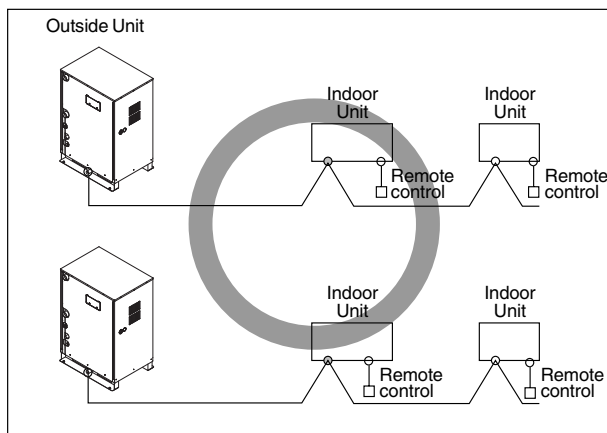 Outside Unit
Indoor
Unit
Indoor
Unit
Remote
control
Remote
control
Indoor
Unit
Indoor
Unit
Remote
control
Remote
control